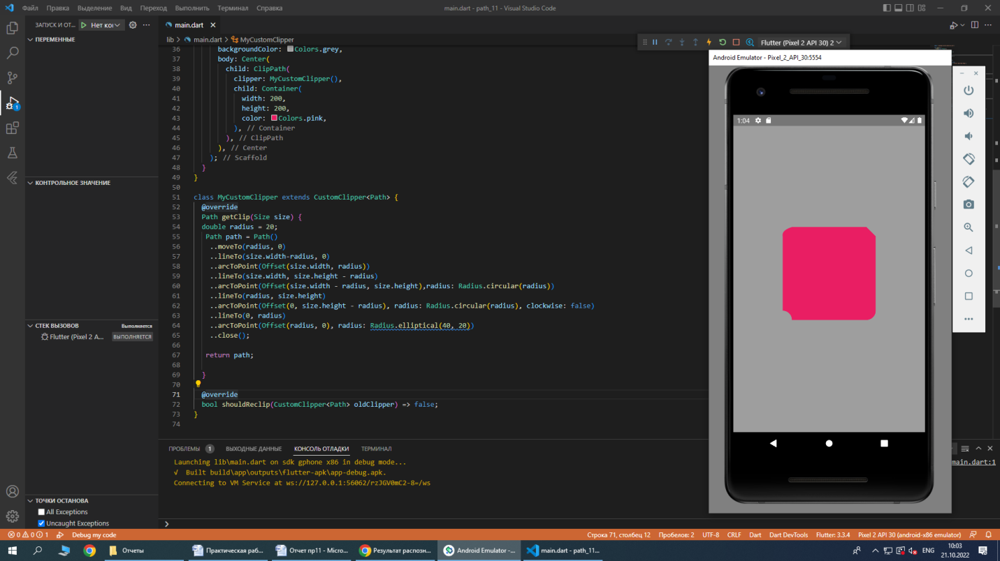 Файл Правка Выделение Вид Переход Выполнить Терминал Справка
main.dart - path_11 - Visual Studio Code
ЗАПУСК И ОТ...
Нет кон
main.dart
lib > main.dart > MyCustomClipper
Flutter (Pixel 2 API 30) 2
ПЕРЕМЕННЫЕ
КОНТРОЛЬНОЕ ЗНАЧЕНИЕ
СТЕК ВЫЗОВОВ
Выполняется
Flutter (Pixel 2 A...
ВЫПОЛНЯЕТСЯ
ТОЧКИ ОСТАНОВА
All Exceptions
Uncaught Exceptions
1
36 backgroundColor: Colors.grey,
37 body: Center(
38 child: ClipPath(
39 clipper: MyCustomClipper(),
40 child: Container(
41 width: 200,
42 height: 200,
43 color: Colors.pink,
44 ), // Container
45 ), // ClipPath
46 ), // Center
47 ); // Scaffold
48 }
49 }
50
51 class MyCustomClipper extends CustomClipper<Path> {
52 @override
53 Path getClip(Size size) {
54 double radius = 20;
55 Path path = Path()
56 ..moveTo(radius, 0)
57 ..lineTo(size.width-radius, 0)
58 ..arcToPoint(Offset(size.width, radius))
59 ..lineTo(size.width, size.height - radius)
60 ..arcToPoint(Offset(size.width - radius, size.height),radius: Radius.circular(radius))
61 ..lineTo(radius, size.height)
62 ..arcToPoint(Offset(0, size.height - radius), radius: Radius.circular(radius), clockwise: false)
63 ..lineTo(0, radius)
64 ..arcToPoint(Offset(radius, 0), radius: Radius.elliptical(40, 20))
65 ..close();
66
67 return path;
68
69 }
70
71 @override
72 bool shouldReclip(CustomClipper<Path> oldClipper) => false;
73 }
74
Android Emulator - Pixel_2_API_30:5554
1:04
ПРОБЛЕМЫ 1 ВЫХОДНЫЕ ДАННЫЕ КОНСОЛЬ ОТЛАДКИ ТЕРМИНАЛ
Launching lib\main.dart on sdk gphone x86 in debug mode...
main.dart:1
√ Built build\app\outputs\flutter-apk\app-debug.apk.
Connecting to VM Service at ws://127.0.0.1:56062/rzJGV0mC2-8=/ws
0 0 1 Debug my code
Строка 71, столбец 12 Пробелов: 2 UTF-8 CRLF Dart Dart DevTools Flutter: 3.3.4 Pixel 2 API 30 (android-x86 emulator)
Отчеты
Практическая раб...
Отчет пр11 - Micro...
Результат распозн...
Android Emulator -...
main.dart - path_11...
ENG
10:03
21.10.2022